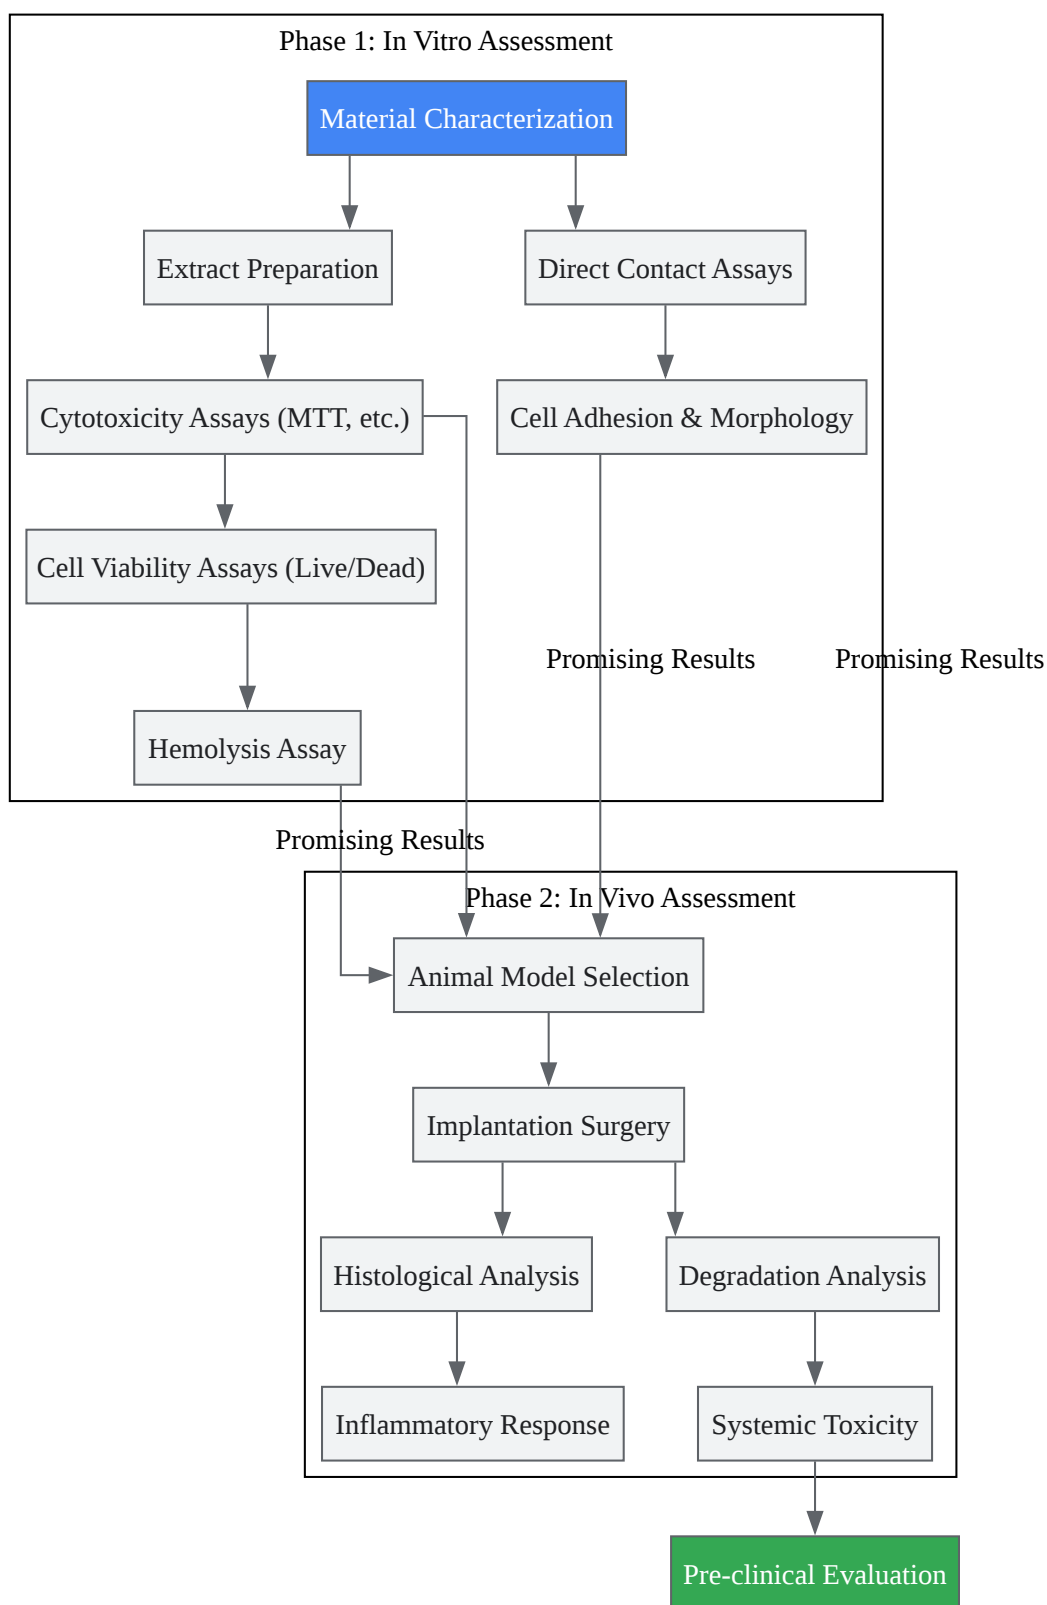 Phase 1: In Vitro Assessment
Material Characterization
Extract Preparation
Direct Contact Assays
Cytotoxicity Assays (MTT, etc.)
Cell Adhesion & Morphology
Cell Viability Assays (Live/Dead)
Promising Results
Promising Results
Hemolysis Assay
Promising Results
Phase 2: In Vivo Assessment
Animal Model Selection
Implantation Surgery
Histological Analysis
Degradation Analysis
Inflammatory Response
Systemic Toxicity
Pre-clinical Evaluation